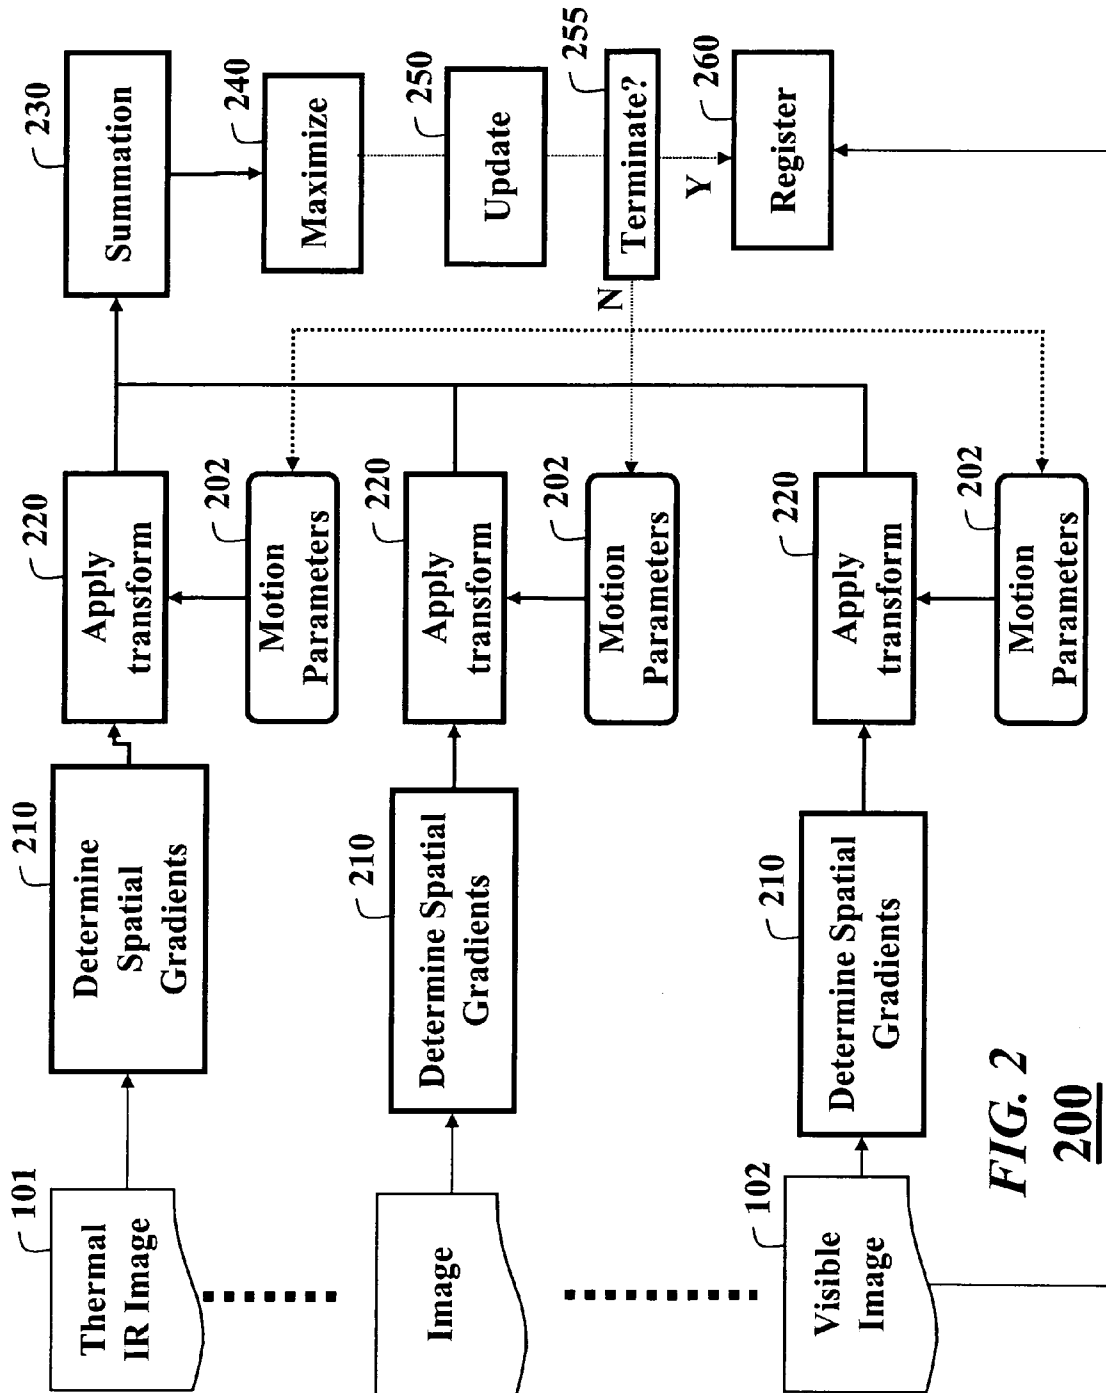 101
Thermal
IR Image
210
Determine
Spatial
Gradients
220
Apply
transform
202
Motion
Parameters
230
Summation
240
Maximize
250
Update
255
Terminate?
N
Y
260
Register
Image
210
Determine Spatial
Gradients
220
Apply
transform
202
Motion
Parameters
102
Visible
Image
210
Determine Spatial
Gradients
220
Apply
transform
202
Motion
Parameters
FIG. 2
200